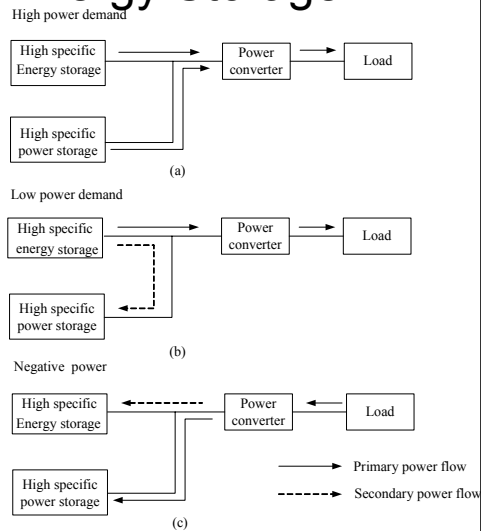 High power demand
High specific
Energy storage
Power
converter
Load
High specific
power storage
(a)
Low power demand
High specific
energy storage
Power
converter
Load
High specific
power storage
(b)
Negative power
High specific
Energy storage
Power
converter
Load
High specific
power storage
Primary power flow
Secondary power flow
(c)